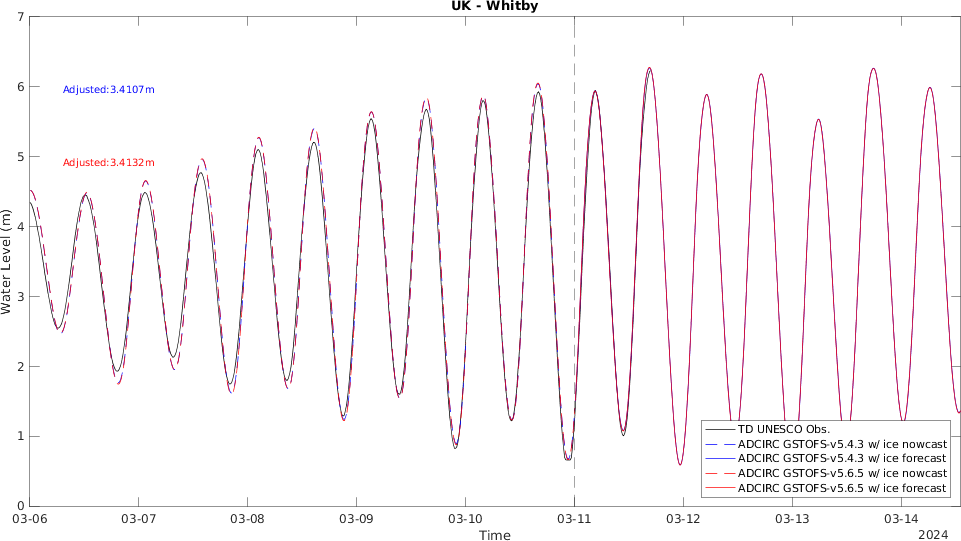 UK - Whitby
7
6
5
4
3
2
1
0
Water Level (m)
Adjusted:3.4107m
Adjusted:3.4132m
TD UNESCO Obs.
ADCIRC GSTOFS-v5.4.3 w/ ice nowcast
ADCIRC GSTOFS-v5.4.3 w/ ice forecast
ADCIRC GSTOFS-v5.6.5 w/ ice nowcast
ADCIRC GSTOFS-v5.6.5 w/ ice forecast
03-06 03-07 03-08 03-09 03-10 03-11 03-12 03-13 03-14
Time
2024